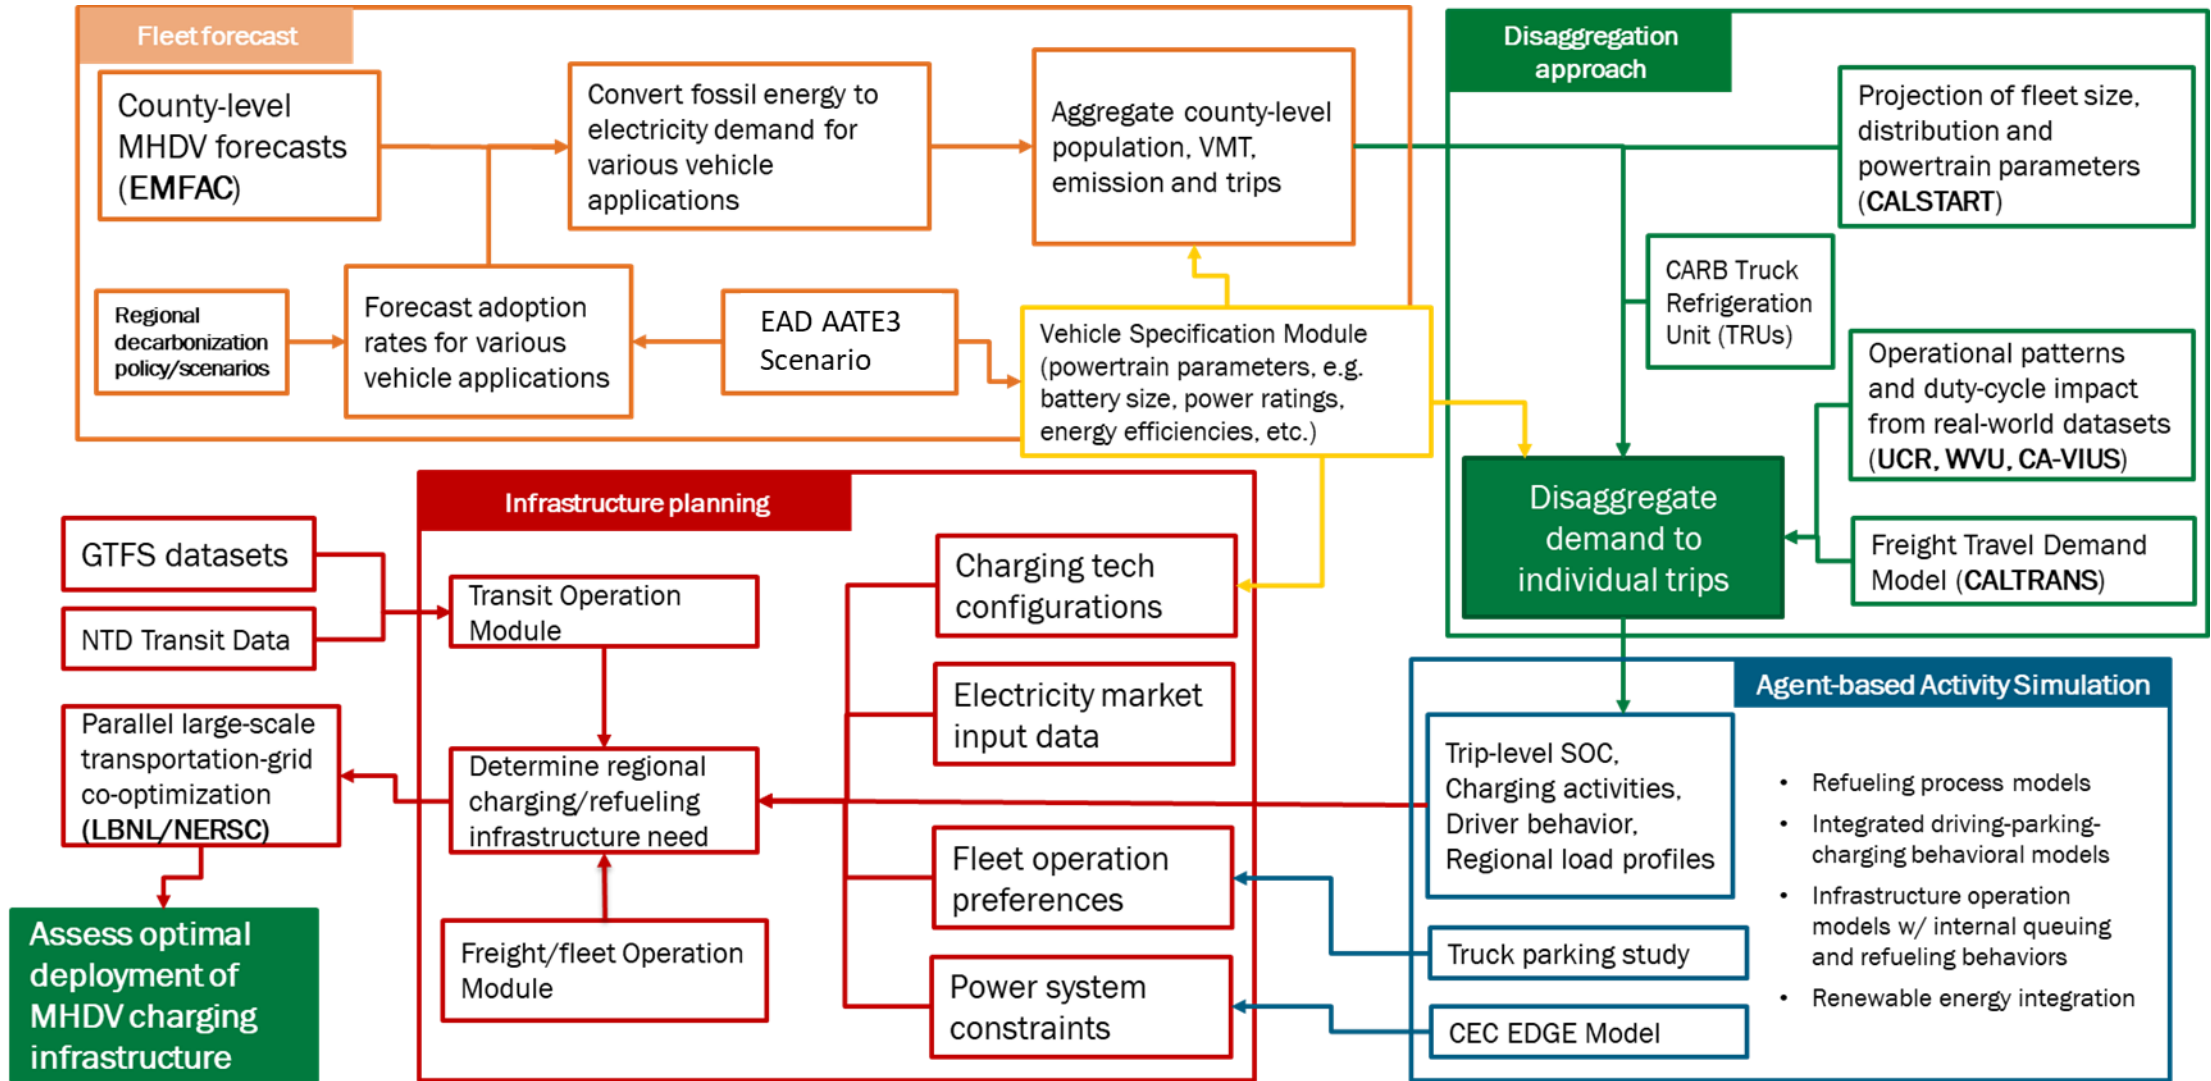 Fleet forecast
County-level
MHDV forecasts
(EMFAC)
Convert fossil energy to
electricity demand for
various vehicle
applications
Aggregate county-level
population, VMT,
emission and trips
Regional
decarbonization
policy/scenarios
Forecast adoption
rates for various
vehicle applications
EAD AATE3
Scenario
Vehicle Specification Module
(powertrain parameters, e.g.
battery size, power ratings,
energy efficiencies, etc.)
Disaggregation
approach
Projection of fleet size,
distribution and
powertrain parameters
(CALSTART)
CARB Truck
Refrigeration
Unit (TRUs)
Operational patterns
and duty-cycle impact
from real-world datasets
(UCR, WVU, CA-VIUS)
Disaggregate
demand to
individual trips
Freight Travel Demand
Model (CALTRANS)
Infrastructure planning
GTFS datasets
NTD Transit Data
Transit Operation
Module
Charging tech
configurations
Electricity market
input data
Parallel large-scale
transportation-grid
co-optimization
(LBNL/NERSC)
Determine regional
charging/refueling
infrastructure need
Fleet operation
preferences
Freight/fleet Operation
Module
Power system
constraints
Assess optimal
deployment of
MHDV charging
infrastructure
Agent-based Activity Simulation
Trip-level SOC,
Charging activities,
Driver behavior,
Regional load profiles
Truck parking study
CEC EDGE Model
• Refueling process models
• Integrated driving-parking-
charging behavioral models
• Infrastructure operation
models w/ internal queuing
and refueling behaviors
• Renewable energy integration